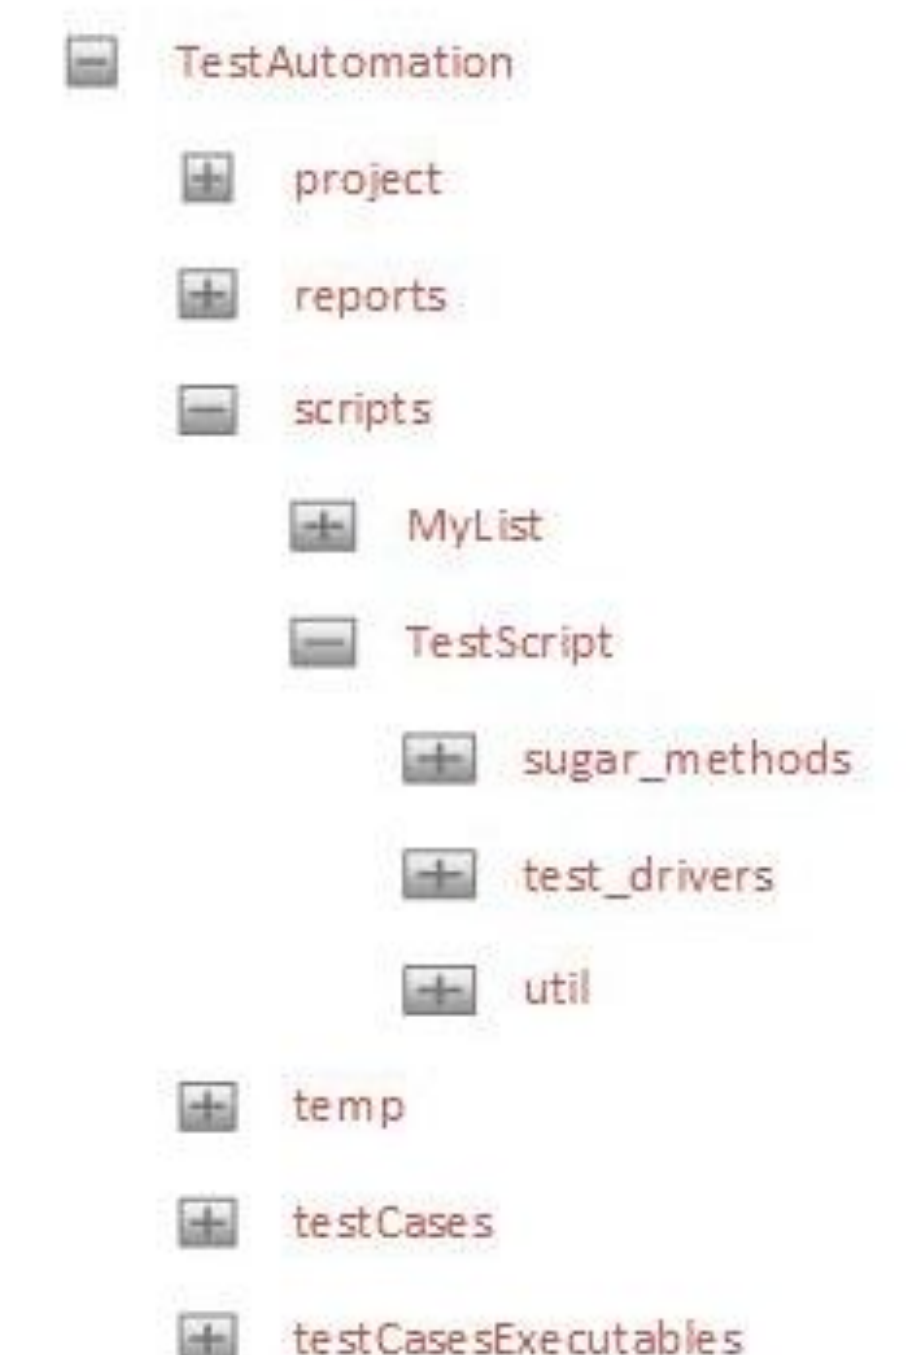 TestAutomation
project
reports
scripts
MyList
TestScript
sugar_methods
test_drivers
util
temp
testCases
testCasesExecutables